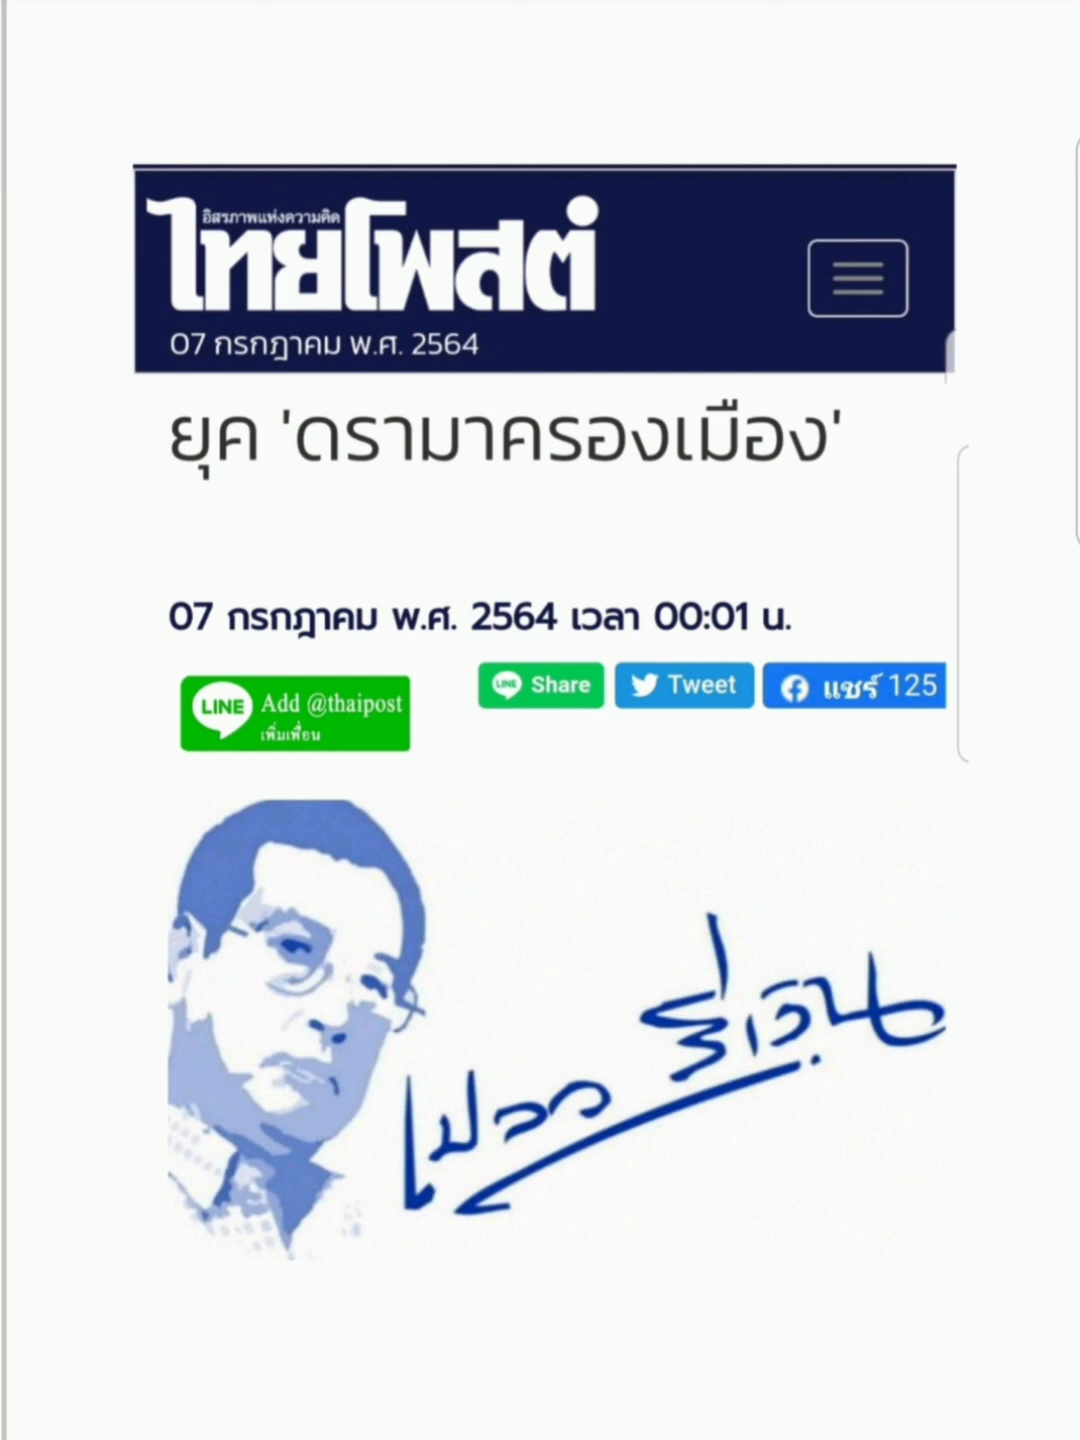 อิสรภาพแห่งความคิด
ไทยโพสต์
07 กรกฎาคม พ.ศ. 2564
ยุค 'ดรามาครองเมือง'
07 กรกฎาคม พ.ศ. 2564 เวลา 00:01 น.
LINE Add @thaipost
เพิ่มเพื่อน
LINE Share Tweet แชร์ 125
เปลว สีเงิน